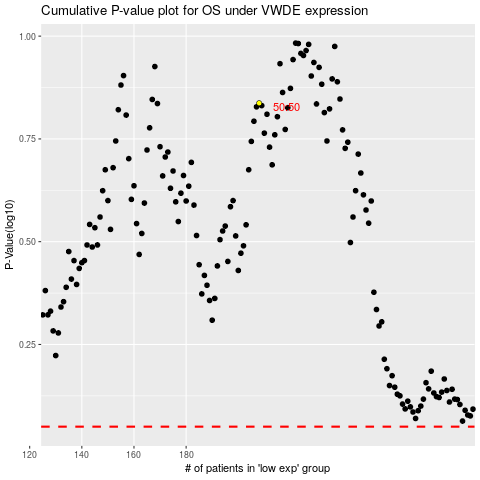 Cumulative P-value plot for OS under VWDE expression
P-Value(log10)
1.00
0.75
0.50
0.25
50:50
120 140 160 180
# of patients in 'low exp' group